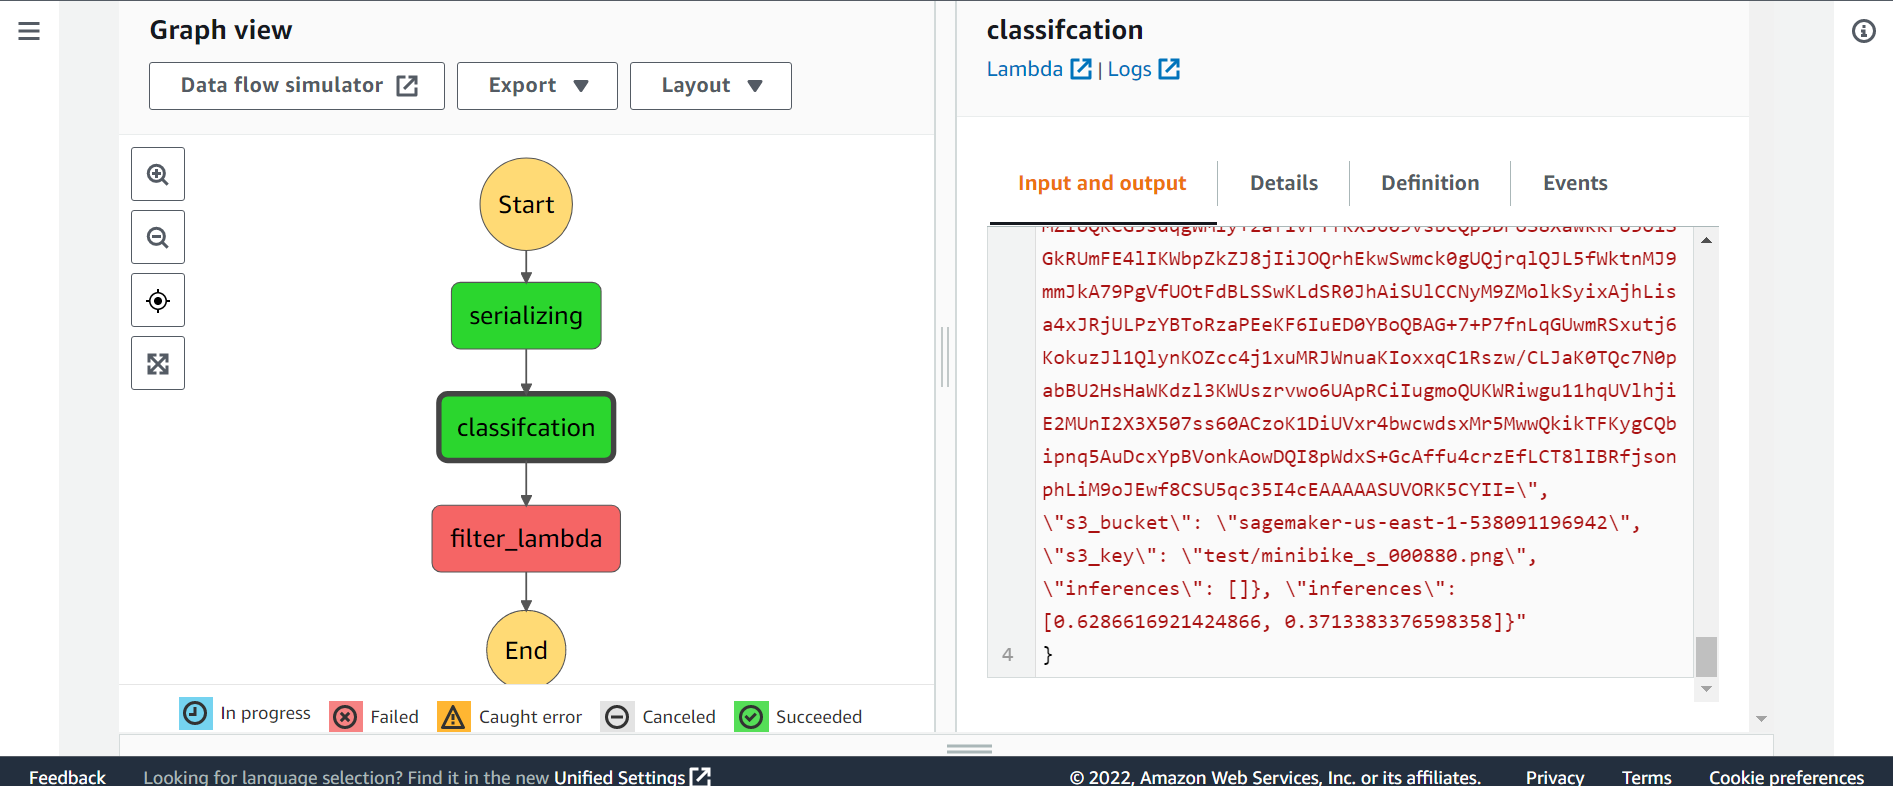 Graph view
Data flow simulator
Export
Layout
Start
serializing
classifcation
filter_lambda
End
In progress
Failed
Caught error
Canceled
Succeeded
classifcation
Lambda | Logs
Input and output
Details
Definition
Events
GkRUmFE4lIKWbpZkZJ8jIiJOQrhEkwSwmck0gUQjrqlQJL5fWktnMJ9
mmJkA79PgVfUOtFdBLSSwKLdSR0JhAiSUlCCNyM9ZMolkSyixAjhLis
a4xJRjULPzYBToRzaPEeKF6IuED0YBoQBAG+7+P7fnLqGUwmRSxutj6
KokuzJl1QlynKOZcc4j1xuMRJWnuaKIoxxqC1Rszw/CLJaK0TQc7N0p
abBU2HsHaWKdzl3KWUszrvwo6UApRCiIugmoQUKWRiwgu11hqUVlhji
E2MUnI2X3X507ss60ACzoK1DiUVxr4bwcwdsxMr5MwwQkikTFKygCQb
ipnq5AuDcxYpBVonkAowDQI8pWdxS+GcAffu4crzEfLCT8lIBRfjson
phLiM9oJEwf8CSU5qc35I4cEAAAAASUVORK5CYII=\",
\"s3_bucket\": \"sagemaker-us-east-1-538091196942\",
\"s3_key\": \"test/minibike_s_000880.png\",
\"inferences\": []}, \"inferences\":
[0.6286616921424866, 0.3713383376598358]}"
4 }
Feedback
Looking for language selection? Find it in the new Unified Settings
© 2022, Amazon Web Services, Inc. or its affiliates.
Privacy
Terms
Cookie preferences